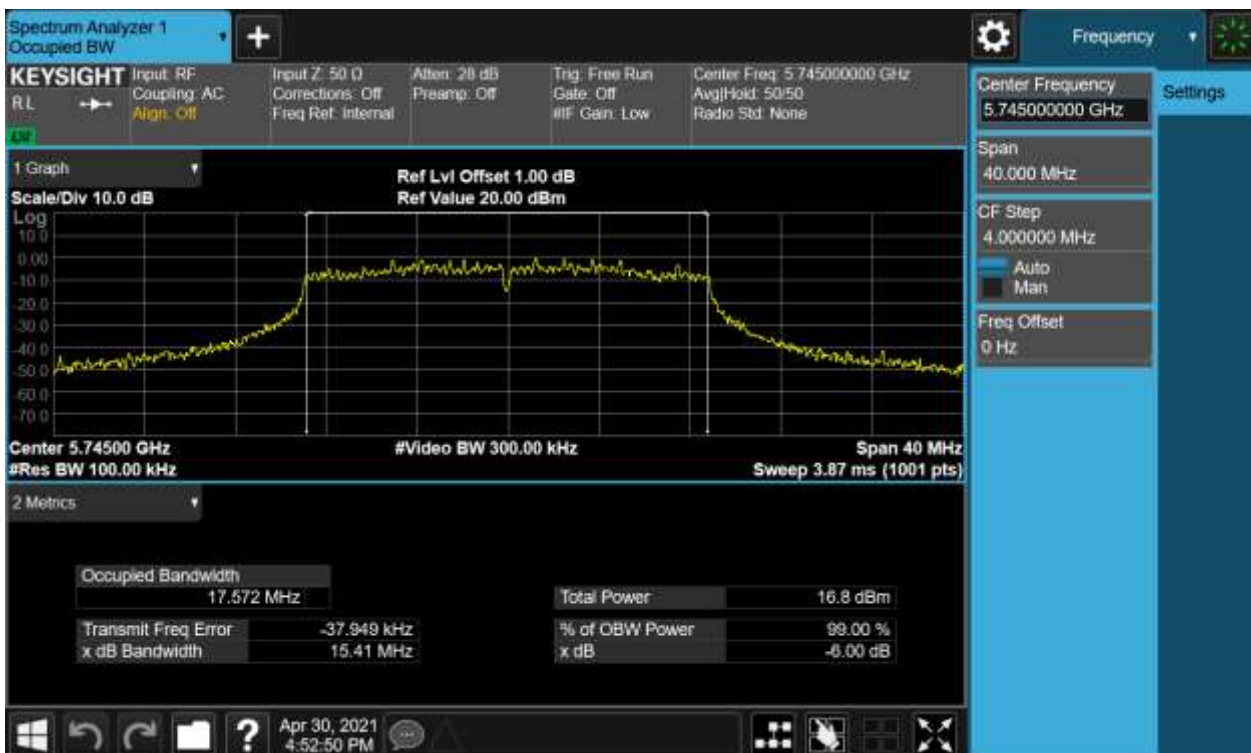 Spectrum Analyzer 1
Occupied BW
+
Frequency
KEYSIGHT
RL
Input: RF
Coupling: AC
Align: Off
Input Z: 50 Ω
Corrections: Off
Freq Ref: Internal
Atten: 28 dB
Preamp: Off
Trig: Free Run
Gate: Off
#IF Gain: Low
Center Freq: 5.745000000 GHz
Avg|Hold: 50/50
Radio Std: None
Center Frequency
5.745000000 GHz
Settings
Span
40.000 MHz
CF Step
4.000000 MHz
Auto
Man
Freq Offset
0 Hz
1 Graph
Scale/Div 10.0 dB
Ref Lvl Offset 1.00 dB
Ref Value 20.00 dBm
Log
10.0
0.00
-10.0
-20.0
-30.0
-40.0
-50.0
-60.0
-70.0
Center 5.74500 GHz
#Video BW 300.00 kHz
Span 40 MHz
#Res BW 100.00 kHz
Sweep 3.87 ms (1001 pts)
2 Metrics
Occupied Bandwidth
17.572 MHz
Total Power 16.8 dBm
Transmit Freq Error -37.949 kHz
% of OBW Power 99.00 %
x dB Bandwidth 15.41 MHz
x dB -6.00 dB
?
Apr 30, 2021
4:52:50 PM